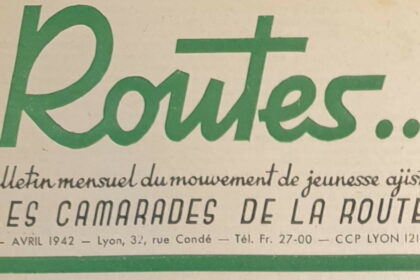 Routes..
lletin mensuel du mouvement de jeunesse ajis
ES CAMARADES DE LA ROUTE
— AVRIL 1942 — Lyon, 32, rue Condé — Tél. Fr. 27-00 — CCP LYON 121